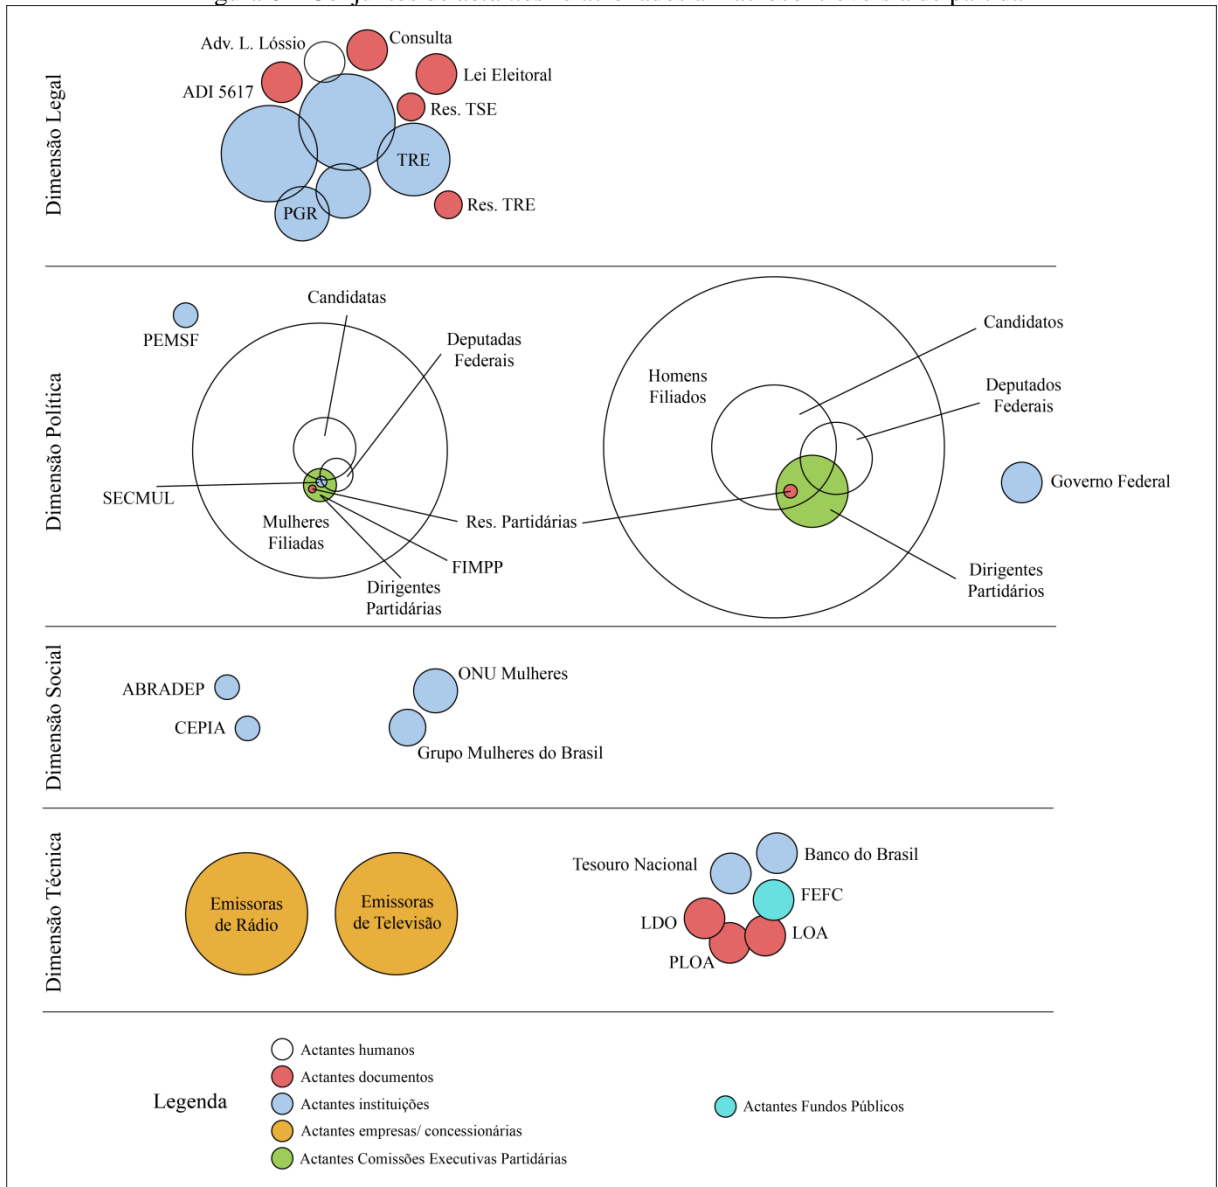 Adv. L. Lóssio
Consulta
Lei Eleitoral
ADI 5617
Res. TSE
TRE
Res. TRE
PGR
Dimensão Legal
Candidatas
PEMSF
Deputadas
Federais
Candidatos
Homens
Filiados
Deputados
Federais
Dimensão Política
SECMUL
Governo Federal
Mulheres
Filiadas
Res. Partidárias
FIMPP
Dirigentes
Partidárias
Dirigentes
Partidários
Dimensão Social
ABRADEP
ONU Mulheres
CEPIA
Grupo Mulheres do Brasil
Dimensão Técnica
Emissoras
de Rádio
Emissoras
de Televisão
Tesouro Nacional
Banco do Brasil
FEFC
LDO
LOA
PLOA
Legenda
Actantes humanos
Actantes documentos
Actantes instituições
Actantes empresas/ concessionárias
Actantes Comissões Executivas Partidárias
Actantes Fundos Públicos